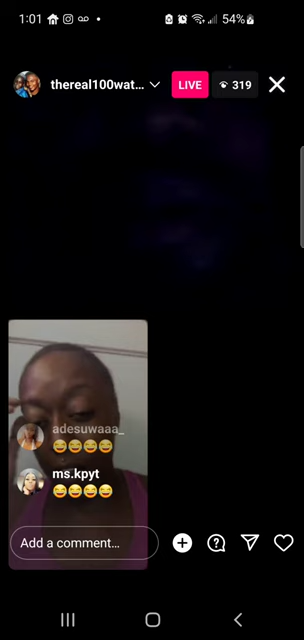 1:01 54%
thereal100wat... LIVE 319
adesuwaaa_
😂😂😂😂
ms.kpyt
😂😂😂😂
Add a comment...